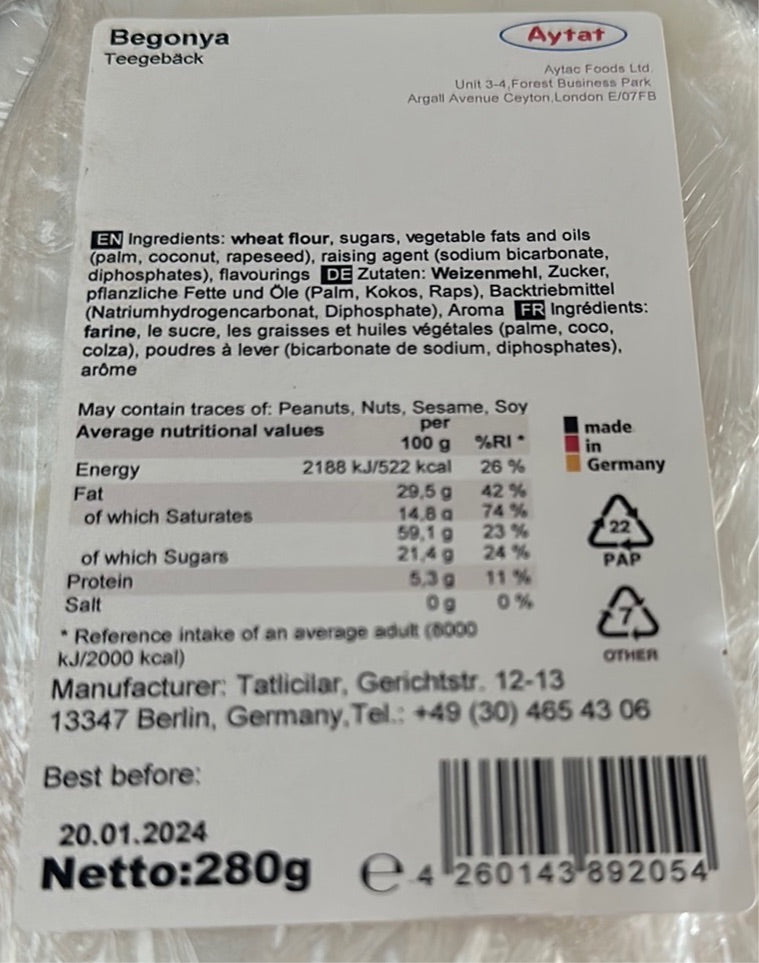 Begonya
Teegebäck
Aytat
Aytac Foods Ltd.
Unit 3-4,Forest Business Park
Argall Avenue Ceyton,London E/07FB
EN Ingredients: wheat flour, sugars, vegetable fats and oils
(palm, coconut, rapeseed), raising agent (sodium bicarbonate,
diphosphates), flavourings DE Zutaten: Weizenmehl, Zucker,
pflanzliche Fette und Öle (Palm, Kokos, Raps), Backtriebmittel
(Natriumhydrogencarbonat, Diphosphate), Aroma FR Ingrédients:
farine, le sucre, les graisses et huiles végétales (palme, coco,
colza), poudres à lever (bicarbonate de sodium, diphosphates),
arôme
May contain traces of: Peanuts, Nuts, Sesame, Soy
Average nutritional values per 100 g %RI *
Energy 2188 kJ/522 kcal 26 %
Fat 29,5 g 42 %
of which Saturates 14,8 g 74 %
59,1 g 23 %
of which Sugars 21,4 g 24 %
Protein 5,3 g 11 %
Salt 0 g 0 %
* Reference intake of an average adult (8000
kJ/2000 kcal)
made
in
Germany
22
PAP
7
OTHER
Manufacturer: Tatlicilar, Gerichtstr. 12-13
13347 Berlin, Germany,Tel.: +49 (30) 465 43 06
Best before:
20.01.2024
Netto:280g e
4 260143 892054